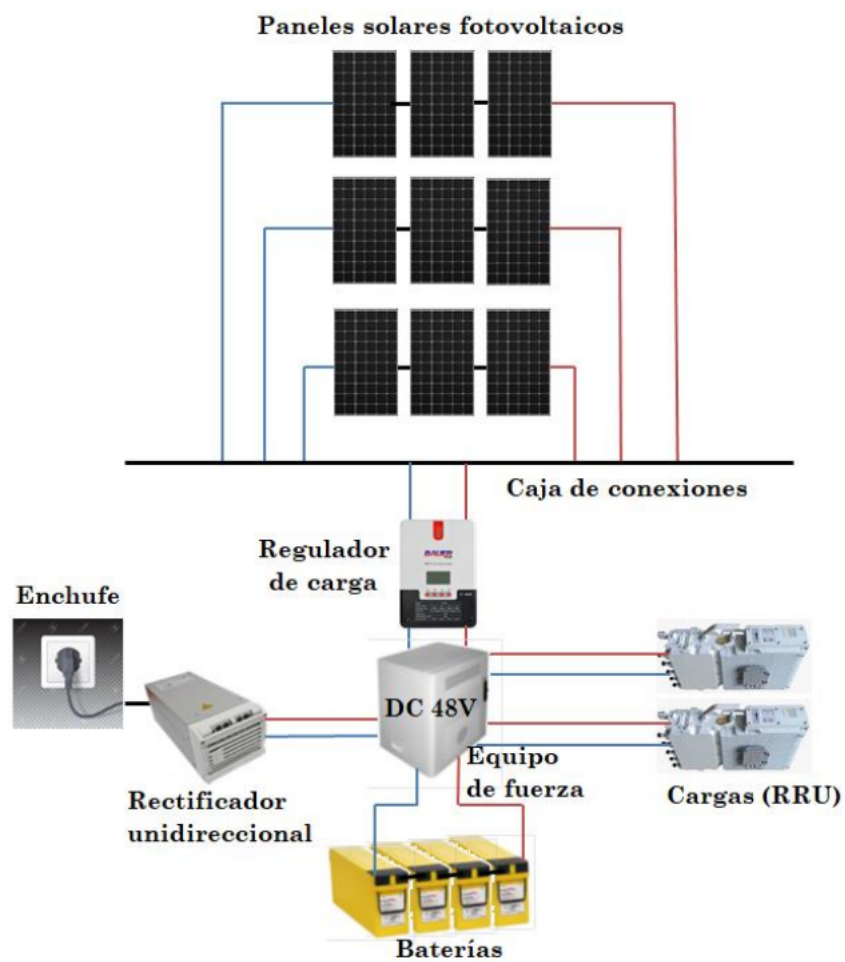 Paneles solares fotovoltaicos
Caja de conexiones
Regulador
de carga
BAUER
Enchufe
DC 48V
Equipo
de fuerza
Rectificador
unidireccional
Cargas (RRU)
Baterías